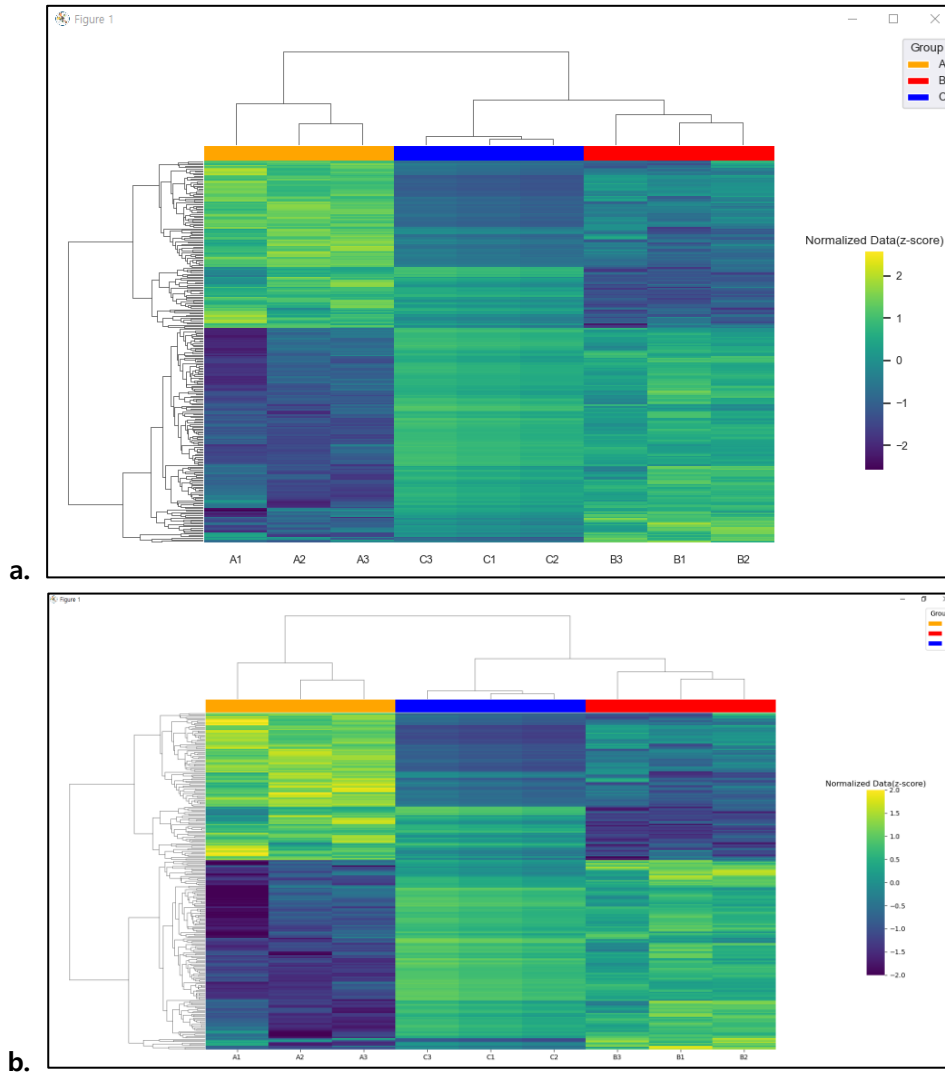 Figure 1
Group
A
B
C
Normalized Data(z-score)
2
1
0
−1
−2
A1 A2 A3 C3 C1 C2 B3 B1 B2
a.
Figure 1
Normalized Data(z-score)
2.0
1.5
1.0
0.5
0.0
−0.5
−1.0
−1.5
−2.0
A1 A2 A3 C3 C1 C2 B3 B1 B2
b.